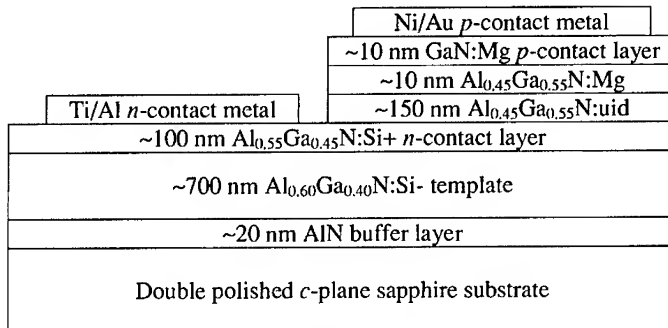 Ni/Au p-contact metal
~10 nm GaN:Mg p-contact layer
~10 nm Al₀.₄₅Ga₀.₅₅N:Mg
Ti/Al n-contact metal
~150 nm Al₀.₄₅Ga₀.₅₅N:uid
~100 nm Al₀.₅₅Ga₀.₄₅N:Si+ n-contact layer
~700 nm Al₀.₆₀Ga₀.₄₀N:Si- template
~20 nm AlN buffer layer
Double polished c-plane sapphire substrate